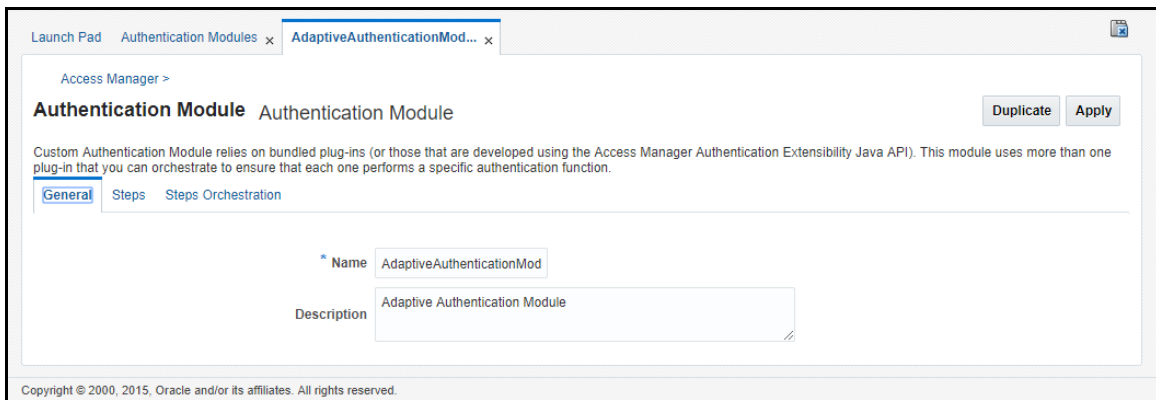 Launch Pad Authentication Modules x AdaptiveAuthenticationMod... x
Access Manager >
Authentication Module Authentication Module
Duplicate Apply
Custom Authentication Module relies on bundled plug-ins (or those that are developed using the Access Manager Authentication Extensibility Java API). This module uses more than one
plug-in that you can orchestrate to ensure that each one performs a specific authentication function.
General Steps Steps Orchestration
* Name AdaptiveAuthenticationMod
Description Adaptive Authentication Module
Copyright © 2000, 2015, Oracle and/or its affiliates. All rights reserved.